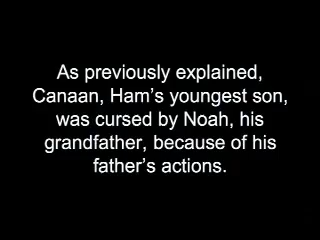 As previously explained,
Canaan, Ham's youngest son,
was cursed by Noah, his
grandfather, because of his
father's actions.